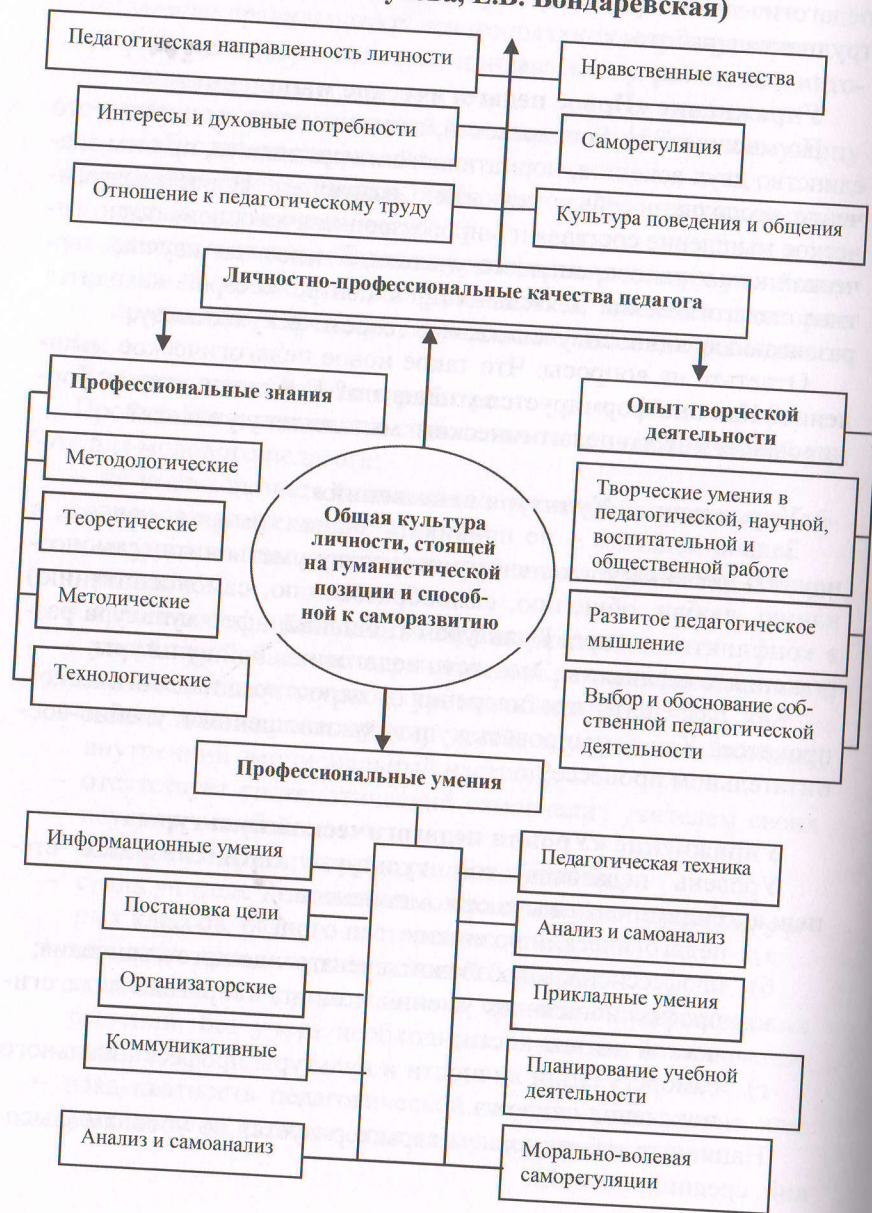 Е.В. Бондаревская)
Педагогическая направленность личности
Нравственные качества
Интересы и духовные потребности
Саморегуляция
Отношение к педагогическому труду
Культура поведения и общения
Личностно-профессиональные качества педагога
Профессиональные знания
Методологические
Теоретические
Методические
Технологические
Общая культура
личности, стоящей
на гуманистической
позиции и способ-
ной к саморазвитию
Опыт творческой
деятельности
Творческие умения в
педагогической, научной,
воспитательной и
общественной работе
Развитое педагогическое
мышление
Выбор и обоснование соб-
ственной педагогической
деятельности
Профессиональные умения
Информационные умения
Постановка цели
Организаторские
Коммуникативные
Анализ и самоанализ
Педагогическая техника
Анализ и самоанализ
Прикладные умения
Планирование учебной
деятельности
Морально-волевая
саморегуляции